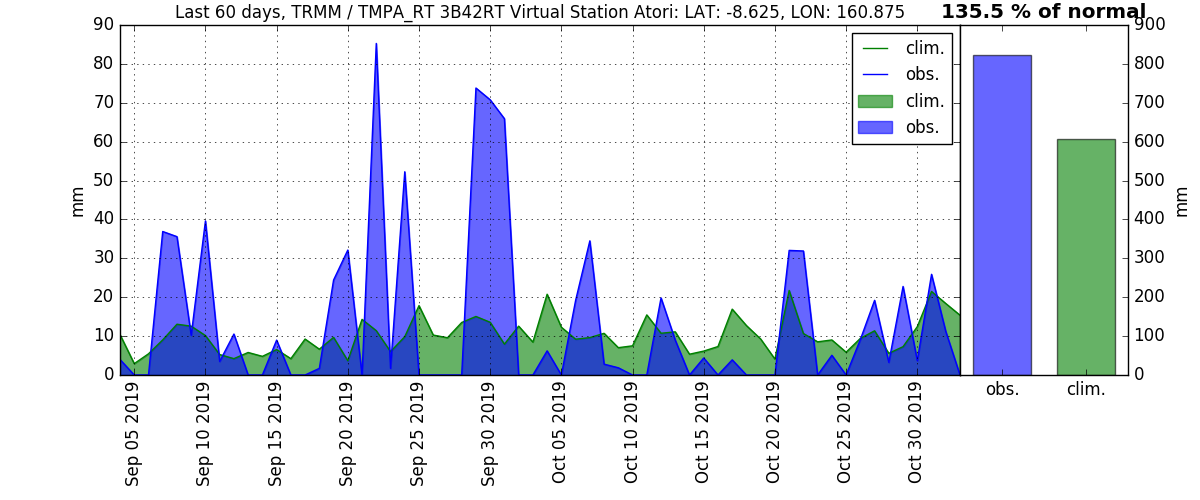 Last 60 days, TRMM / TMPA_RT 3B42RT Virtual Station Atori: LAT: -8.625, LON: 160.875
135.5 % of normal
90
80
70
60
50
40
30
20
10
0
mm
clim.
obs.
clim.
obs.
Sep 05 2019
Sep 10 2019
Sep 15 2019
Sep 20 2019
Sep 25 2019
Sep 30 2019
Oct 05 2019
Oct 10 2019
Oct 15 2019
Oct 20 2019
Oct 25 2019
Oct 30 2019
900
800
700
600
500
400
300
200
100
0
mm
obs.
clim.